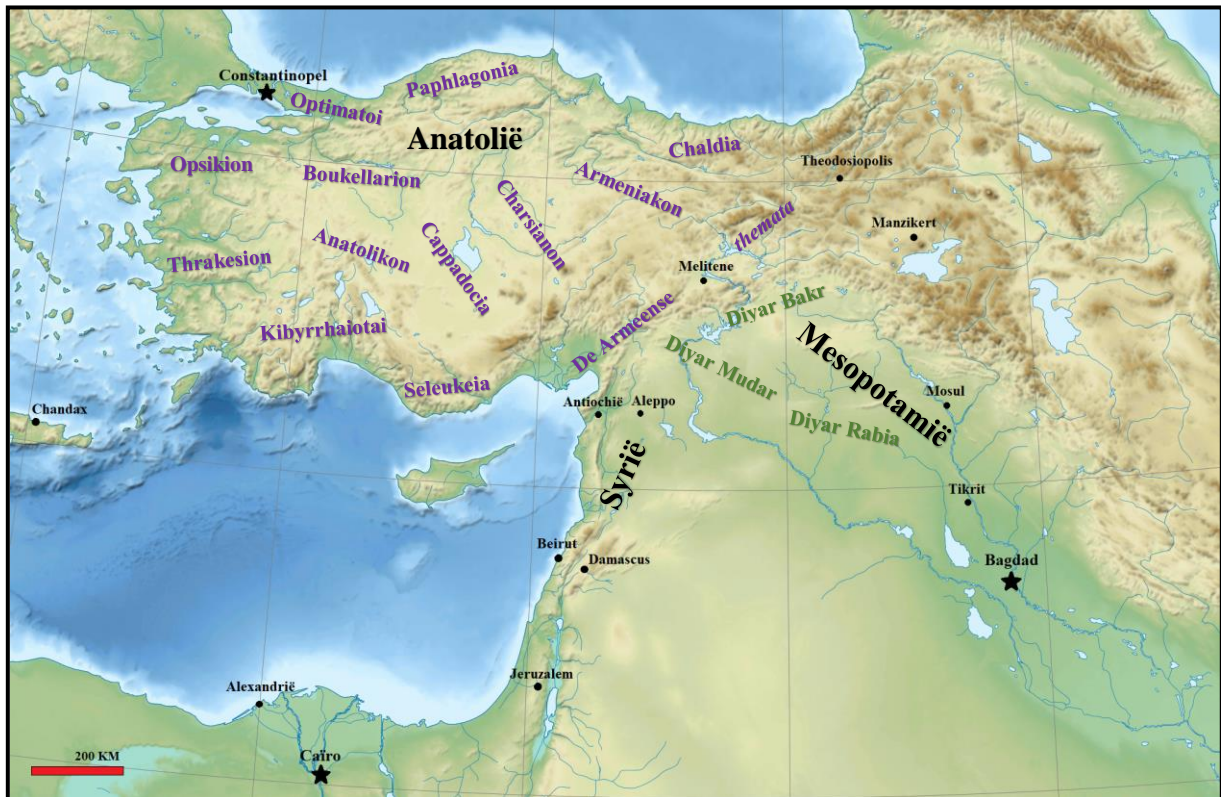 Constantinopel
Paphlagonia
Optimatoi
Anatolië
Chaldia
Opsikion
Boukellarion
Armeniakon
Theodosiopolis
Charsianon
themata
Manzikert
Thrakesion
Anatolikon
Cappadocia
Melitene
Kibyrrhaiotai
De Armeense
Diyar Bakr
Seleukeia
Diyar Mudar
Mesopotamië
Mosul
Chandax
Antiochië
Aleppo
Diyar Rabia
Syrië
Tikrit
Beirut
Damascus
Bagdad
Jeruzalem
Alexandrië
Caïro
200 KM